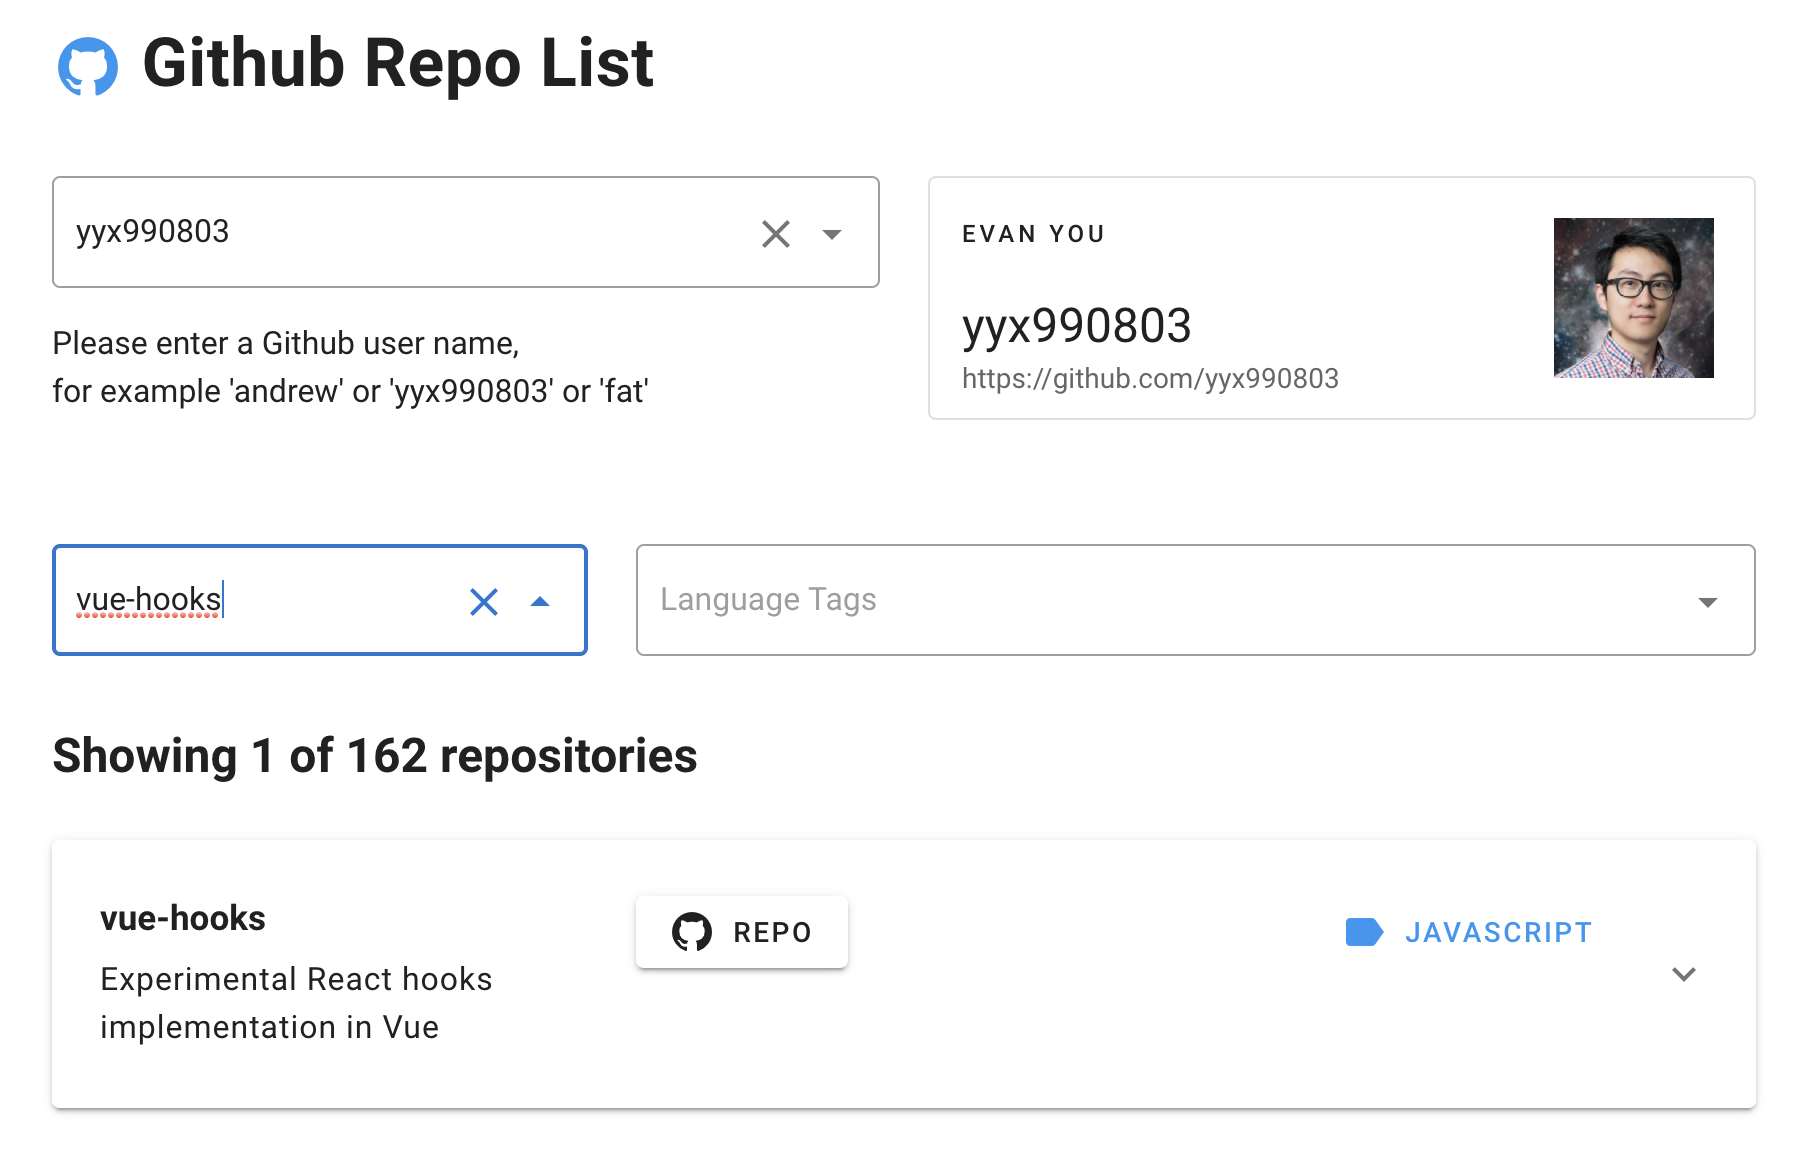 Github Repo List
yyx990803
Please enter a Github user name,
for example 'andrew' or 'yyx990803' or 'fat'
EVAN YOU
yyx990803
https://github.com/yyx990803
vue-hooks
Language Tags
Showing 1 of 162 repositories
vue-hooks
Experimental React hooks
implementation in Vue
REPO
JAVASCRIPT